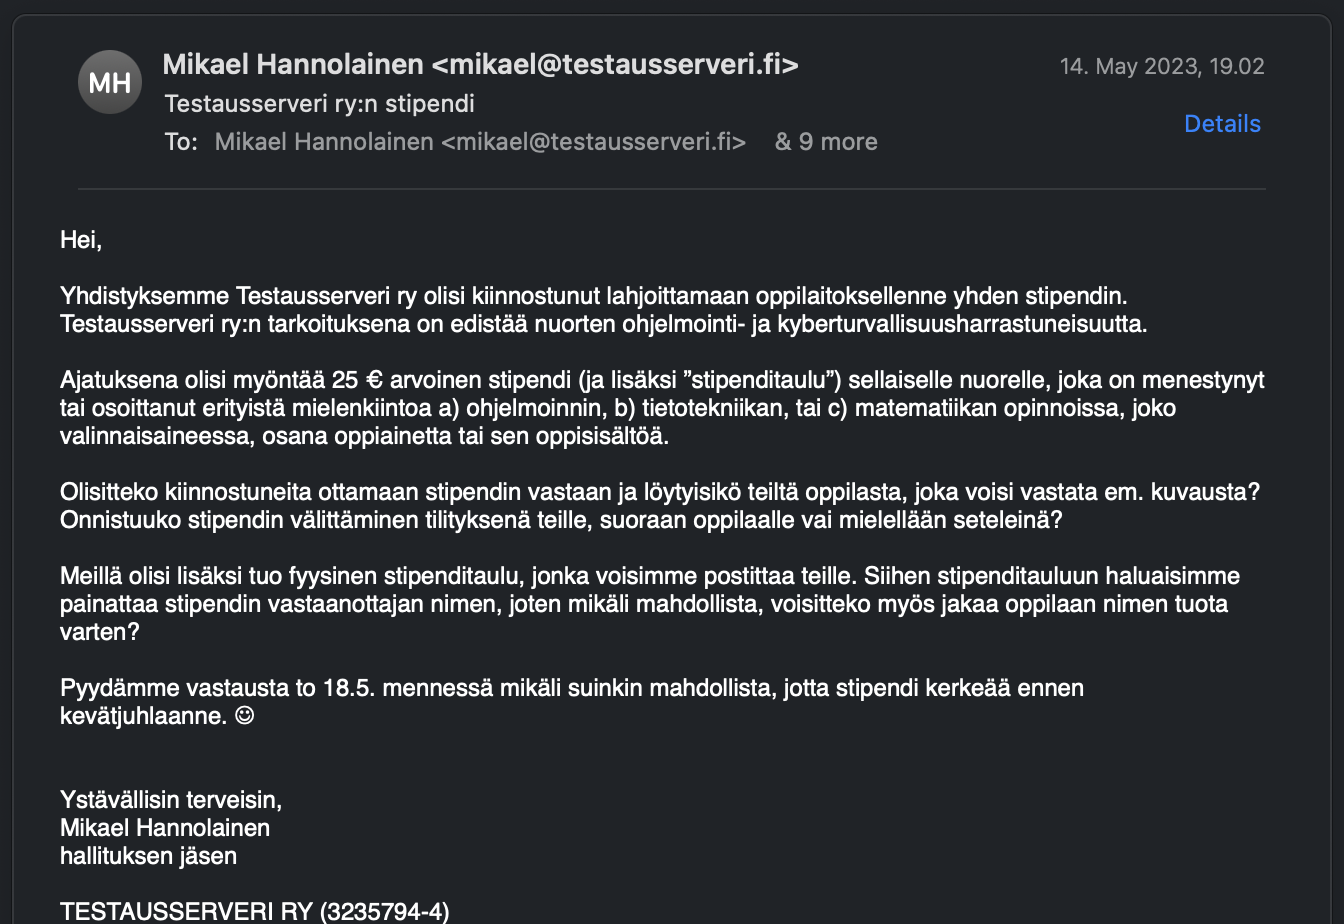 MH
Mikael Hannolainen <mikael@testausserveri.fi>
14. May 2023, 19.02
Testausserveri ry:n stipendi
To: Mikael Hannolainen <mikael@testausserveri.fi> & 9 more
Details
Hei,
Yhdistyksemme Testausserveri ry olisi kiinnostunut lahjoittamaan oppilaitoksellenne yhden stipendin.
Testausserveri ry:n tarkoituksena on edistää nuorten ohjelmointi- ja kyberturvallisuusharrastuneisuutta.
Ajatuksena olisi myöntää 25 € arvoinen stipendi (ja lisäksi ”stipenditaulu”) sellaiselle nuorelle, joka on menestynyt
tai osoittanut erityistä mielenkiintoa a) ohjelmoinnin, b) tietotekniikan, tai c) matematiikan opinnoissa, joko
valinnaisaineessa, osana oppiainetta tai sen oppisisältöä.
Olisitteko kiinnostuneita ottamaan stipendin vastaan ja löytyisikö teiltä oppilasta, joka voisi vastata em. kuvausta?
Onnistuuko stipendin välittäminen tilityksenä teille, suoraan oppilaalle vai mielellään seteleinä?
Meillä olisi lisäksi tuo fyysinen stipenditaulu, jonka voisimme postittaa teille. Siihen stipenditauluun haluaisimme
painattaa stipendin vastaanottajan nimen, joten mikäli mahdollista, voisitteko myös jakaa oppilaan nimen tuota
varten?
Pyydämme vastausta to 18.5. mennessä mikäli suinkin mahdollista, jotta stipendi kerkeää ennen
kevätjuhlaanne. ☺
Ystävällisin terveisin,
Mikael Hannolainen
hallituksen jäsen
TESTAUSSERVERI RY (3235794-4)